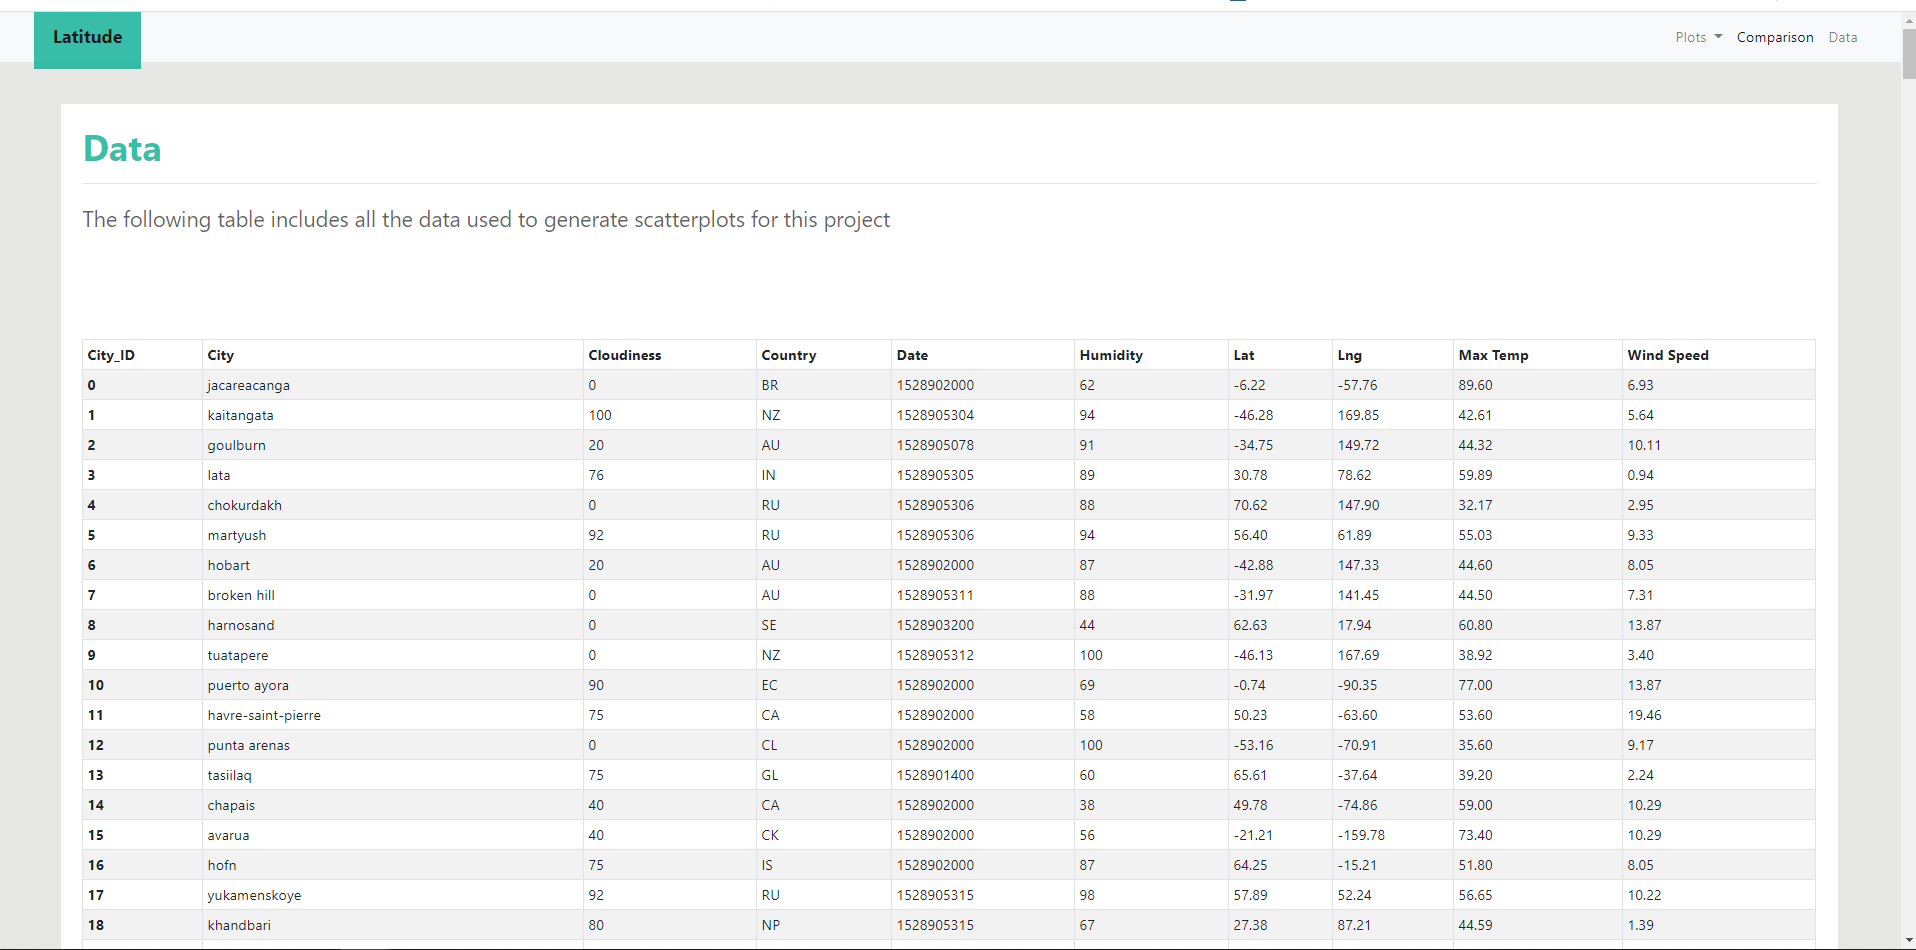 Latitude
Plots Comparison Data
Data
The following table includes all the data used to generate scatterplots for this project
City_ID City Cloudiness Country Date Humidity Lat Lng Max Temp Wind Speed
0 jacareacanga 0 BR 1528902000 62 -6.22 -57.76 89.60 6.93
1 kaitangata 100 NZ 1528905304 94 -46.28 169.85 42.61 5.64
2 goulburn 20 AU 1528905078 91 -34.75 149.72 44.32 10.11
3 lata 76 IN 1528905305 89 30.78 78.62 59.89 0.94
4 chokurdakh 0 RU 1528905306 88 70.62 147.90 32.17 2.95
5 martyush 92 RU 1528905306 94 56.40 61.89 55.03 9.33
6 hobart 20 AU 1528902000 87 -42.88 147.33 44.60 8.05
7 broken hill 0 AU 1528905311 88 -31.97 141.45 44.50 7.31
8 harnosand 0 SE 1528903200 44 62.63 17.94 60.80 13.87
9 tuatapere 0 NZ 1528905312 100 -46.13 167.69 38.92 3.40
10 puerto ayora 90 EC 1528902000 69 -0.74 -90.35 77.00 13.87
11 havre-saint-pierre 75 CA 1528902000 58 50.23 -63.60 53.60 19.46
12 punta arenas 0 CL 1528902000 100 -53.16 -70.91 35.60 9.17
13 tasiilaq 75 GL 1528901400 60 65.61 -37.64 39.20 2.24
14 chapais 40 CA 1528902000 38 49.78 -74.86 59.00 10.29
15 avarua 40 CK 1528902000 56 -21.21 -159.78 73.40 10.29
16 hofn 75 IS 1528902000 87 64.25 -15.21 51.80 8.05
17 yukamenskoye 92 RU 1528905315 98 57.89 52.24 56.65 10.22
18 khandbari 80 NP 1528905315 67 27.38 87.21 44.59 1.39